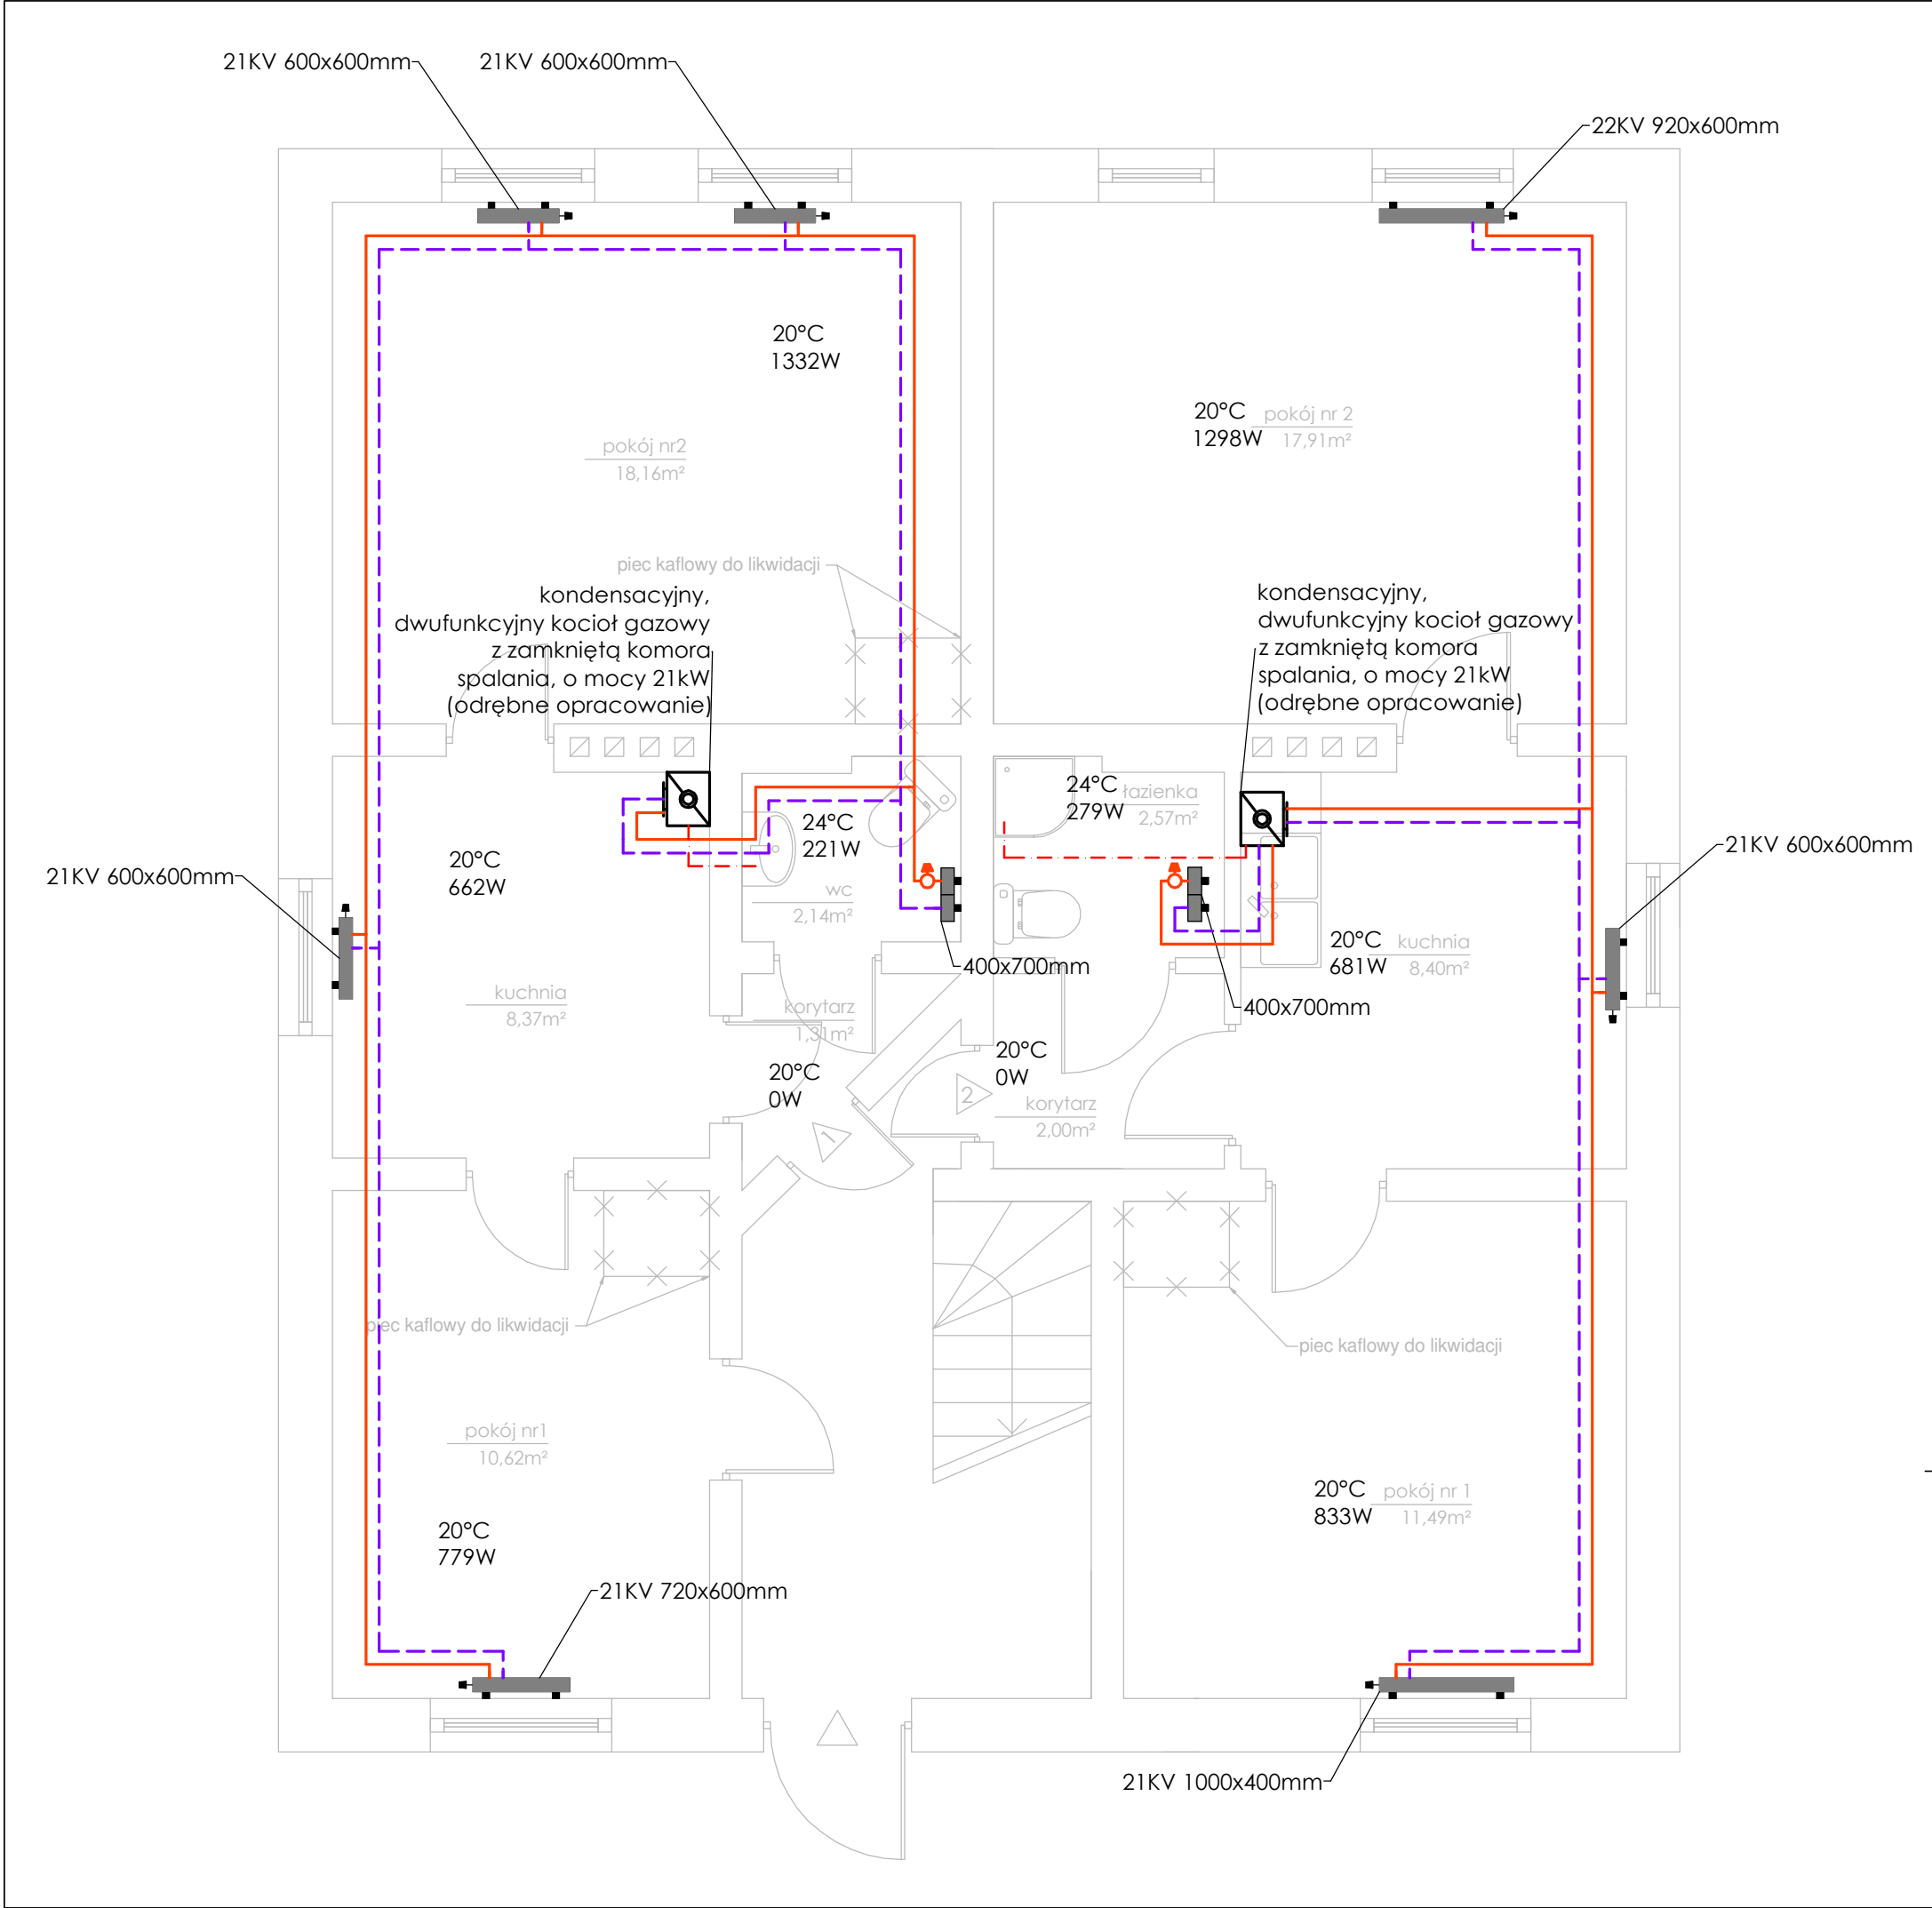 21KV 600x600mm
21KV 600x600mm
22KV 920x600mm
20°C
1332W
20°C
1298W
pokój nr 2
17,91m²
pokój nr2
18,16m²
piec kaflowy do likwidacji
kondensacyjny,
dwufunkcyjny kocioł gazowy
z zamkniętą komora
spalania, o mocy 21kW
(odrębne opracowanie)
kondensacyjny,
dwufunkcyjny kocioł gazowy
z zamkniętą komora
spalania, o mocy 21kW
(odrębne opracowanie)
24°C
279W
łazienka
2,57m²
24°C
221W
wc
2,14m²
20°C
662W
21KV 600x600mm
21KV 600x600mm
20°C
681W
kuchnia
8,40m²
400x700mm
400x700mm
kuchnia
8,37m²
korytarz
1,31m²
20°C
0W
20°C
0W
2
korytarz
2,00m²
1
piec kaflowy do likwidacji
piec kaflowy do likwidacji
pokój nr1
10,62m²
20°C
833W
pokój nr 1
11,49m²
20°C
779W
21KV 720x600mm
21KV 1000x400mm